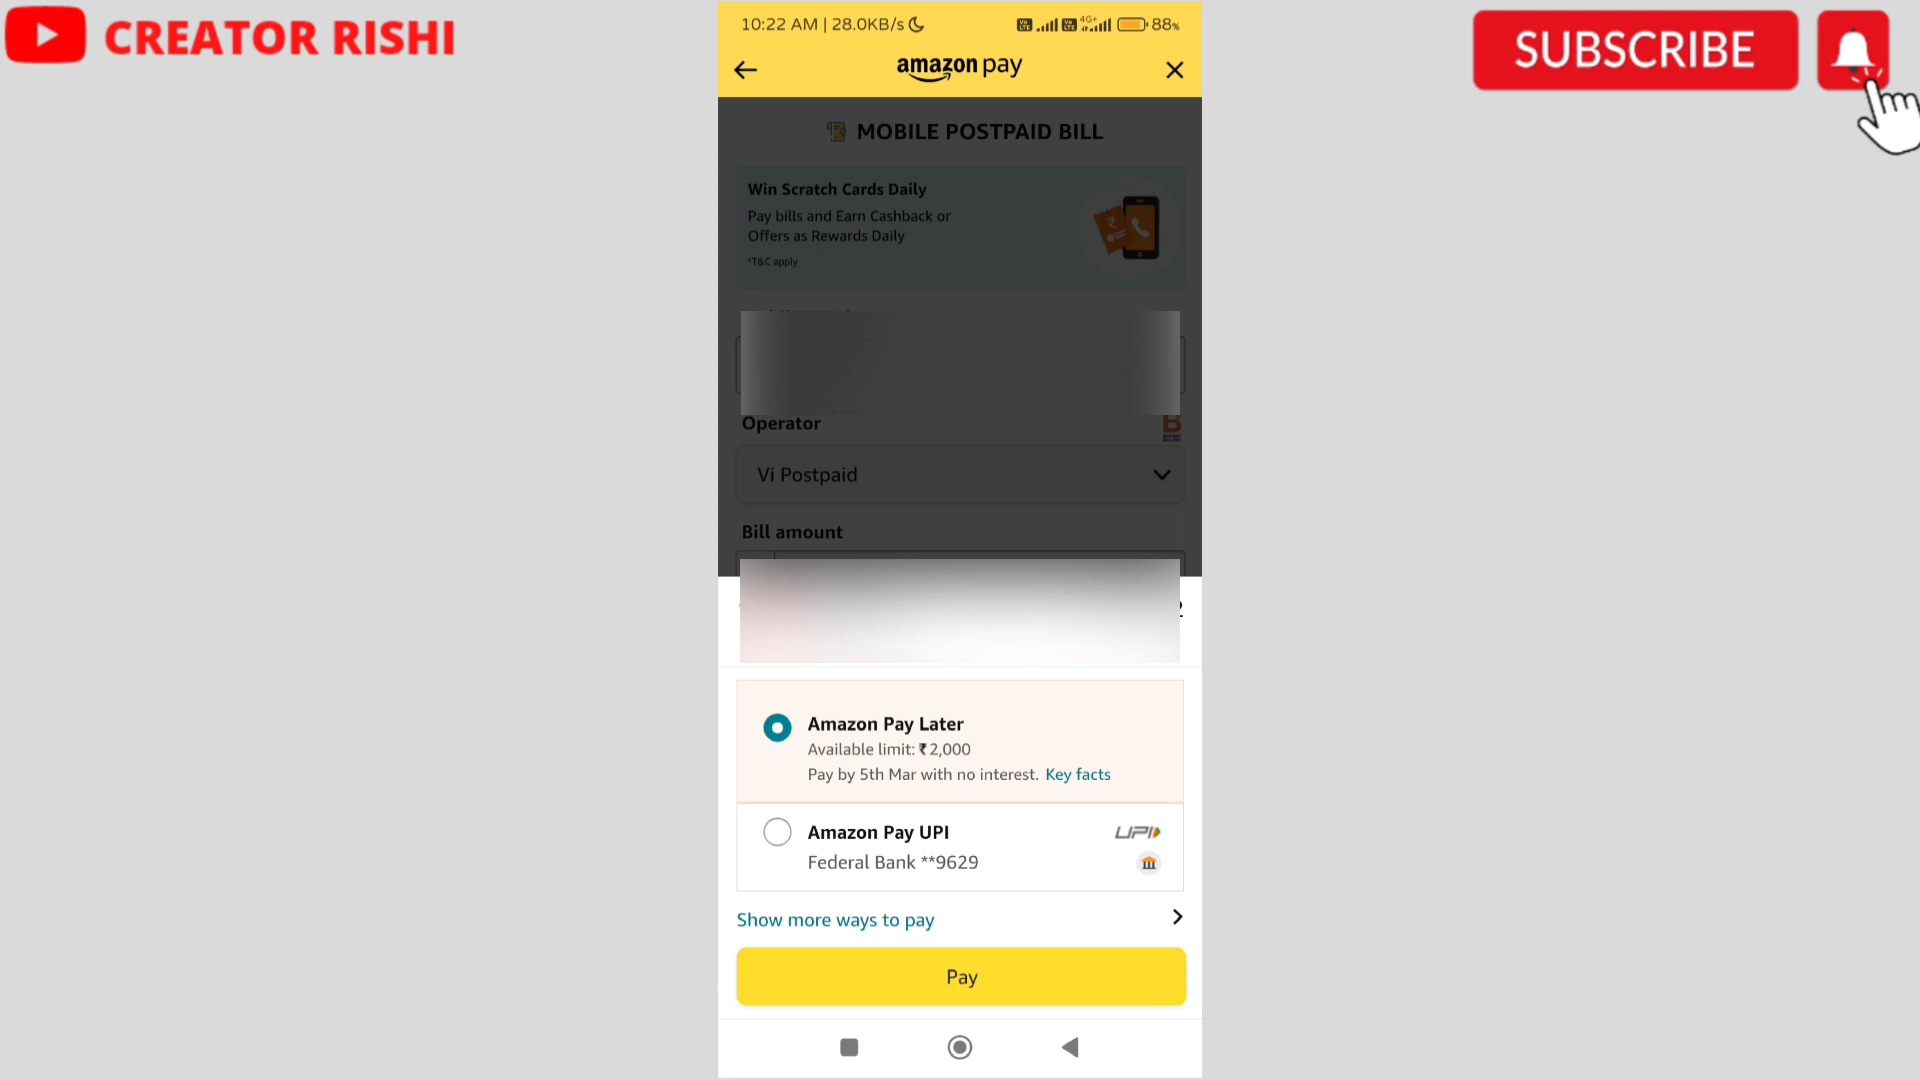 CREATOR RISHI
SUBSCRIBE
10:22 AM | 28.0KB/s
4G+
88%
amazon pay
MOBILE POSTPAID BILL
Win Scratch Cards Daily
Pay bills and Earn Cashback or
Offers as Rewards Daily
*T&C apply
Operator
Vi Postpaid
Bill amount
Amazon Pay Later
Available limit: ₹2,000
Pay by 5th Mar with no interest. Key facts
Amazon Pay UPI
UPI
Federal Bank **9629
Show more ways to pay
Pay